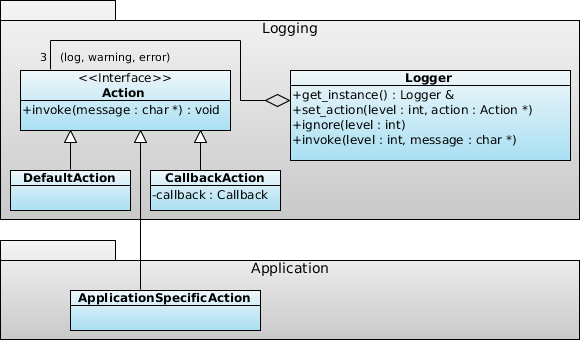 Logging
3 (log, warning, error)
<<Interface>>
Action
+invoke(message : char *) : void
Logger
+get_instance() : Logger &
+set_action(level : int, action : Action *)
+ignore(level : int)
+invoke(level : int, message : char *)
DefaultAction
CallbackAction
-callback : Callback
Application
ApplicationSpecificAction